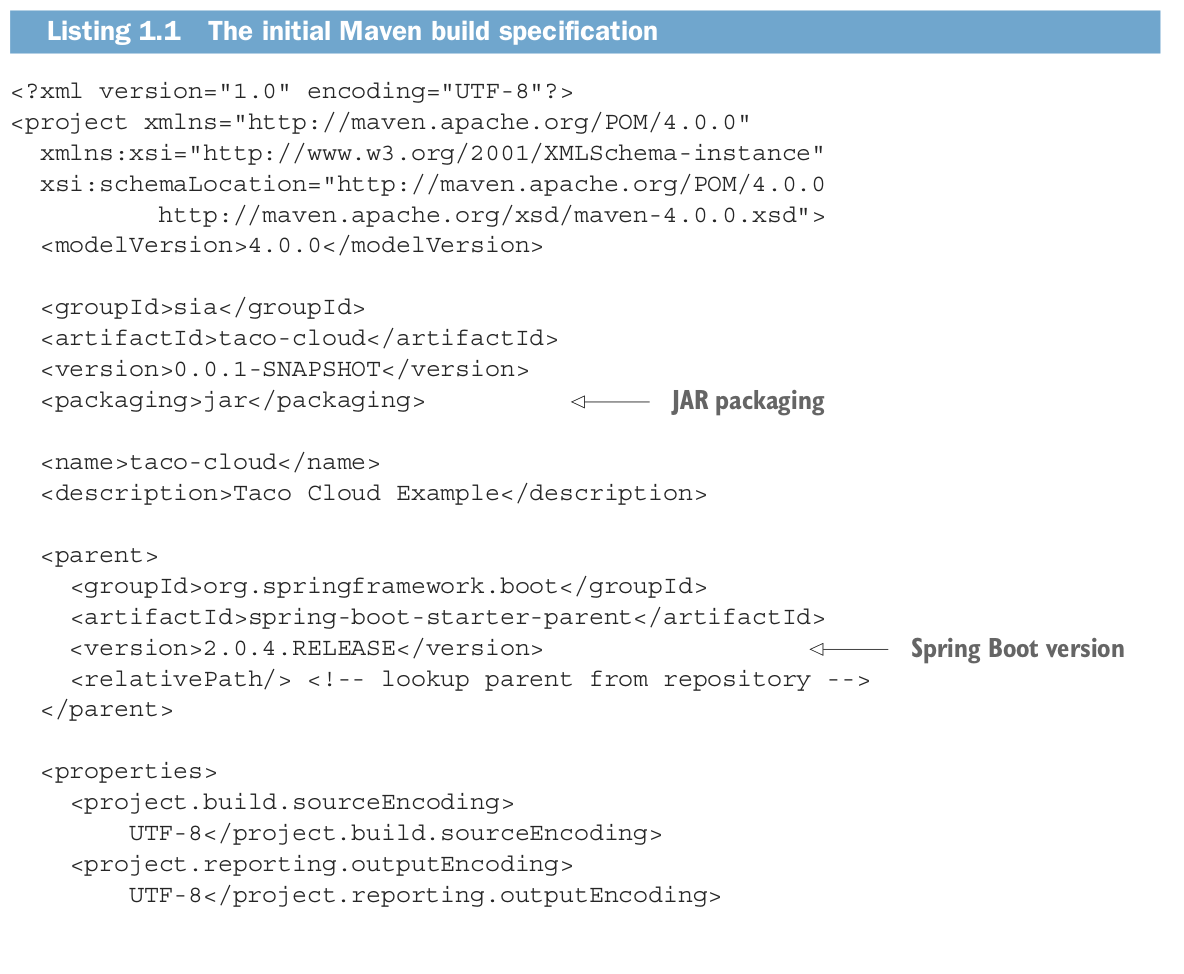 Listing 1.1 The initial Maven build specification
<?xml version="1.0" encoding="UTF-8"?>
<project xmlns="http://maven.apache.org/POM/4.0.0"
  xmlns:xsi="http://www.w3.org/2001/XMLSchema-instance"
  xsi:schemaLocation="http://maven.apache.org/POM/4.0.0
          http://maven.apache.org/xsd/maven-4.0.0.xsd">
  <modelVersion>4.0.0</modelVersion>
  <groupId>sia</groupId>
  <artifactId>taco-cloud</artifactId>
  <version>0.0.1-SNAPSHOT</version>
  <packaging>jar</packaging> JAR packaging
  <name>taco-cloud</name>
  <description>Taco Cloud Example</description>
  <parent>
    <groupId>org.springframework.boot</groupId>
    <artifactId>spring-boot-starter-parent</artifactId>
    <version>2.0.4.RELEASE</version> Spring Boot version
    <relativePath/> <!-- lookup parent from repository -->
  </parent>
  <properties>
    <project.build.sourceEncoding>
        UTF-8</project.build.sourceEncoding>
    <project.reporting.outputEncoding>
        UTF-8</project.reporting.outputEncoding>